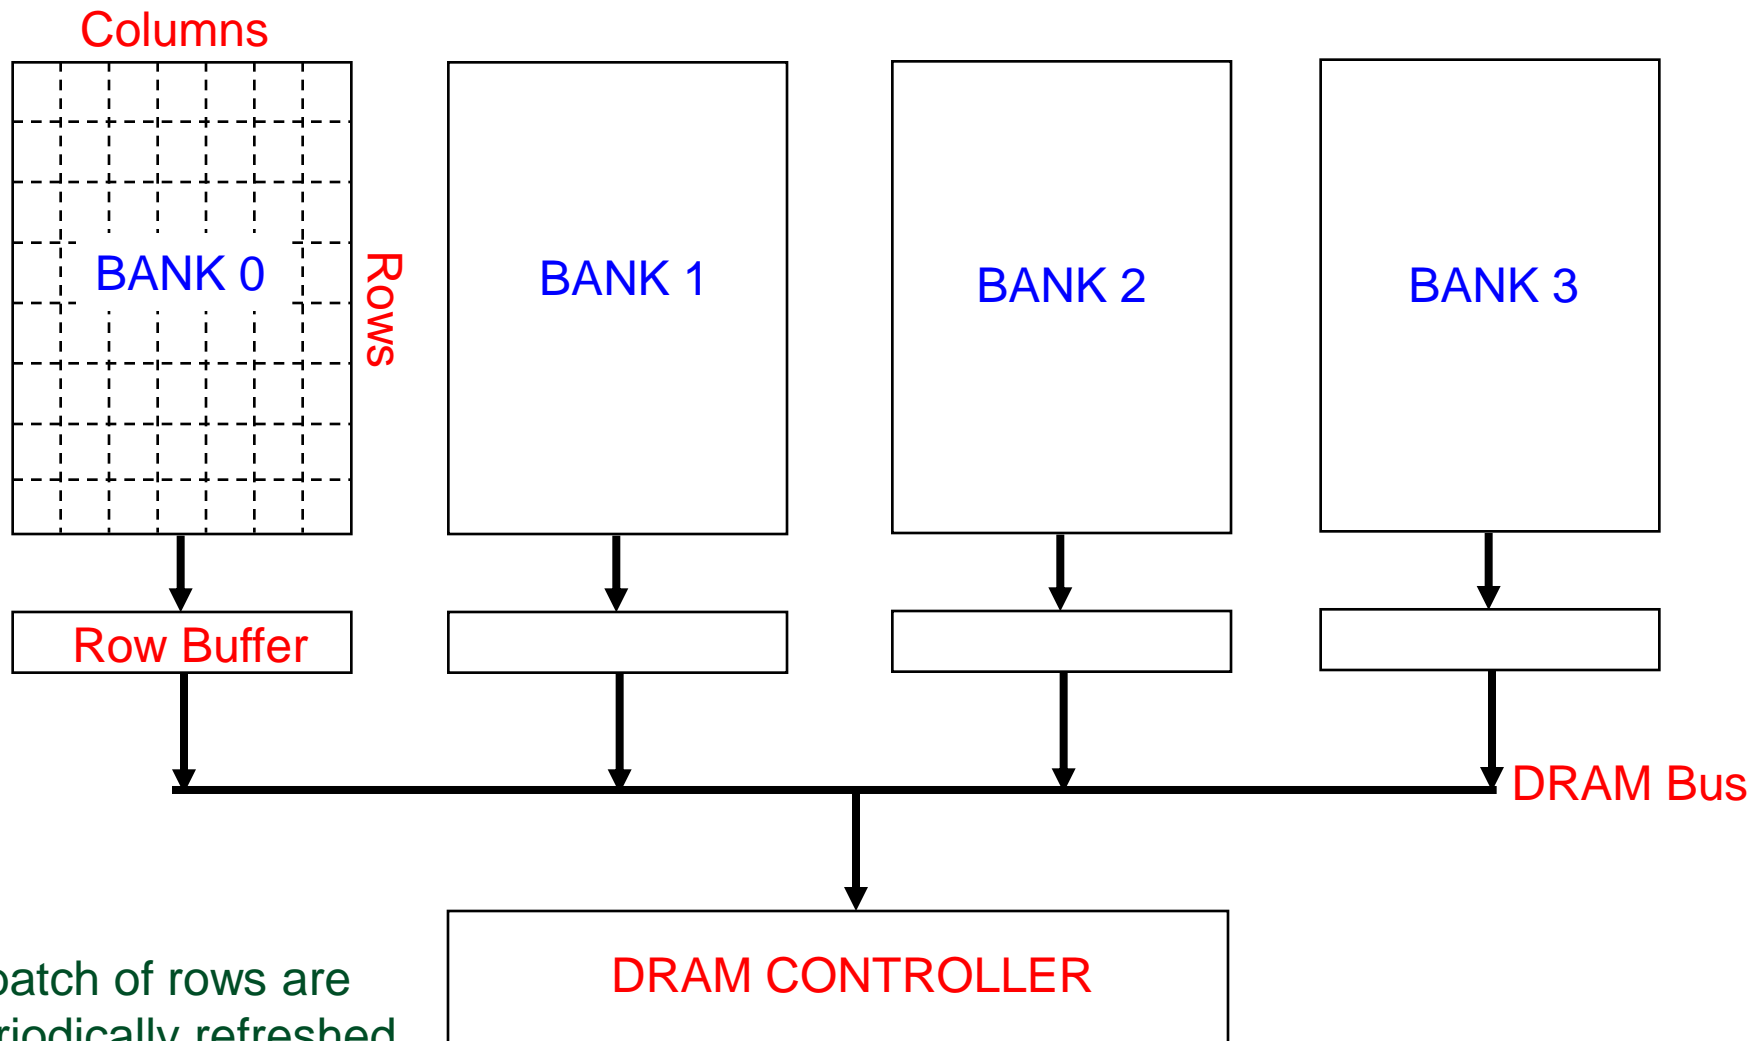 Columns
BANK 0
Rows
BANK 1
BANK 2
BANK 3
Row Buffer
DRAM Bus
DRAM CONTROLLER
of rows are
refreshed